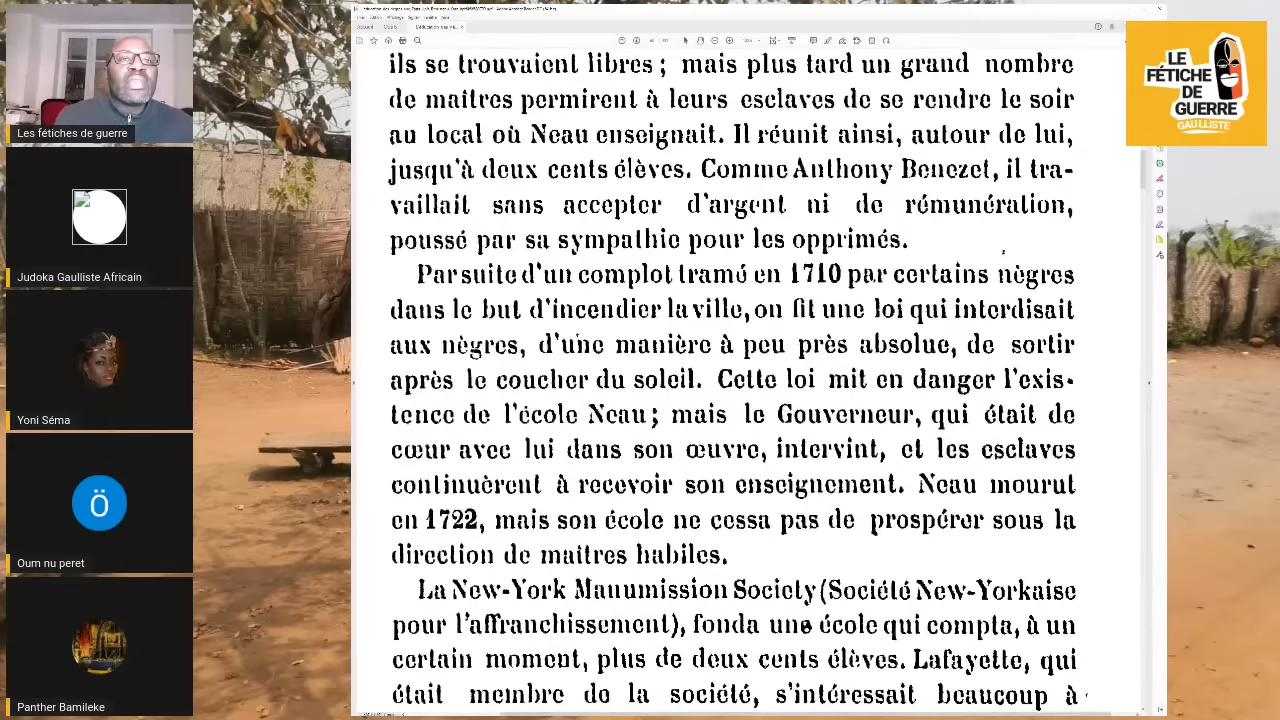 Les fétiches de guerre
Judoka Gaulliste Africain
Yoni Séma
Ö
Oum nu peret
Panther Bamileke
Accueil Outils
ils se trouvaient libres ; mais plus tard un grand nombre
de maîtres permirent à leurs esclaves de se rendre le soir
au local où Neau enseignait. Il réunit ainsi, autour de lui,
jusqu'à deux cents élèves. Comme Anthony Benezet, il tra-
vaillait sans accepter d'argent ni de rémunération,
poussé par sa sympathie pour les opprimés.
Par suite d'un complot tramé en 1710 par certains nègres
dans le but d'incendier la ville, on fit une loi qui interdisait
aux nègres, d'une manière à peu près absolue, de sortir
après le coucher du soleil. Cette loi mit en danger l'exis-
tence de l'école Neau ; mais le Gouverneur, qui était de
cœur avec lui dans son œuvre, intervint, et les esclaves
continuèrent à recevoir son enseignement. Neau mourut
en 1722, mais son école ne cessa pas de prospérer sous la
direction de maîtres habiles.
La New-York Manumission Society (Société New-Yorkaise
pour l'affranchissement), fonda une école qui compta, à un
certain moment, plus de deux cents élèves. Lafayette, qui
était membre de la société, s'intéressait beaucoup à
LE
FÉTICHE
DE
GUERRE
GAULLISTE